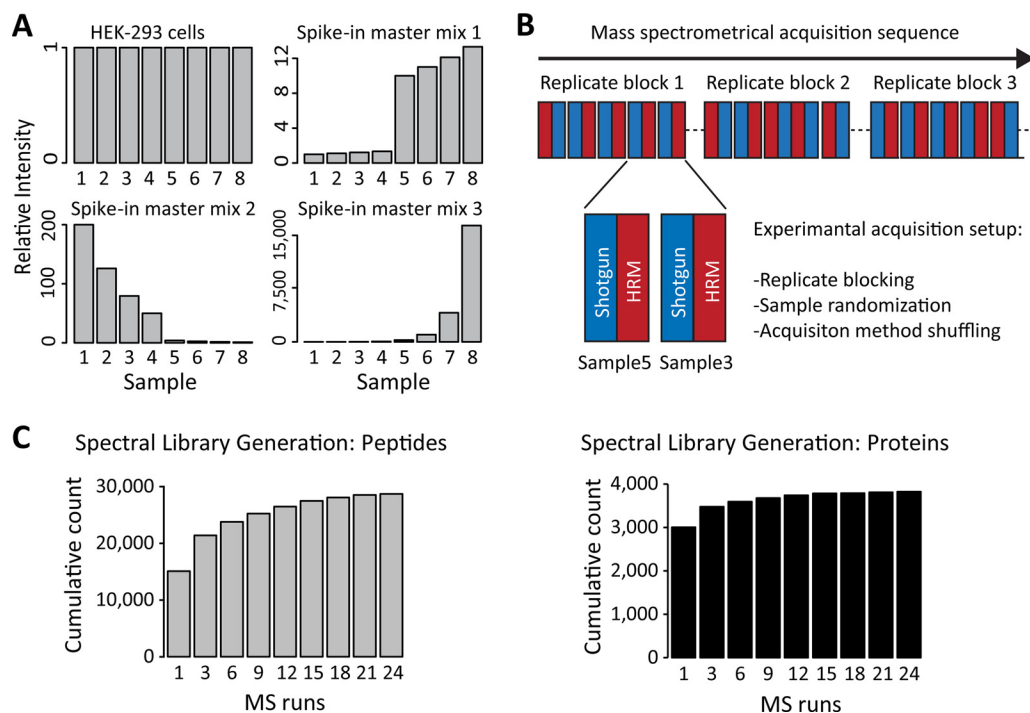 A
HEK-293 cells
Spike-in master mix 1
Relative Intensity
1
0
1 2 3 4 5 6 7 8
12
8
4
0
1 2 3 4 5 6 7 8
Spike-in master mix 2
Spike-in master mix 3
200
100
0
1 2 3 4 5 6 7 8
Sample
15,000
7,500
0
1 2 3 4 5 6 7 8
Sample
B
Mass spectrometrical acquisition sequence
Replicate block 1
Replicate block 2
Replicate block 3
Shotgun
HRM
Shotgun
HRM
Sample5
Sample3
Experimantal acquisition setup:
-Replicate blocking
-Sample randomization
-Acquisiton method shuffling
C
Spectral Library Generation: Peptides
Cumulative count
30,000
20,000
10,000
0
1 3 6 9 12 15 18 21 24
MS runs
Spectral Library Generation: Proteins
Cumulative count
4,000
3,000
2,000
1,000
0
1 3 6 9 12 15 18 21 24
MS runs